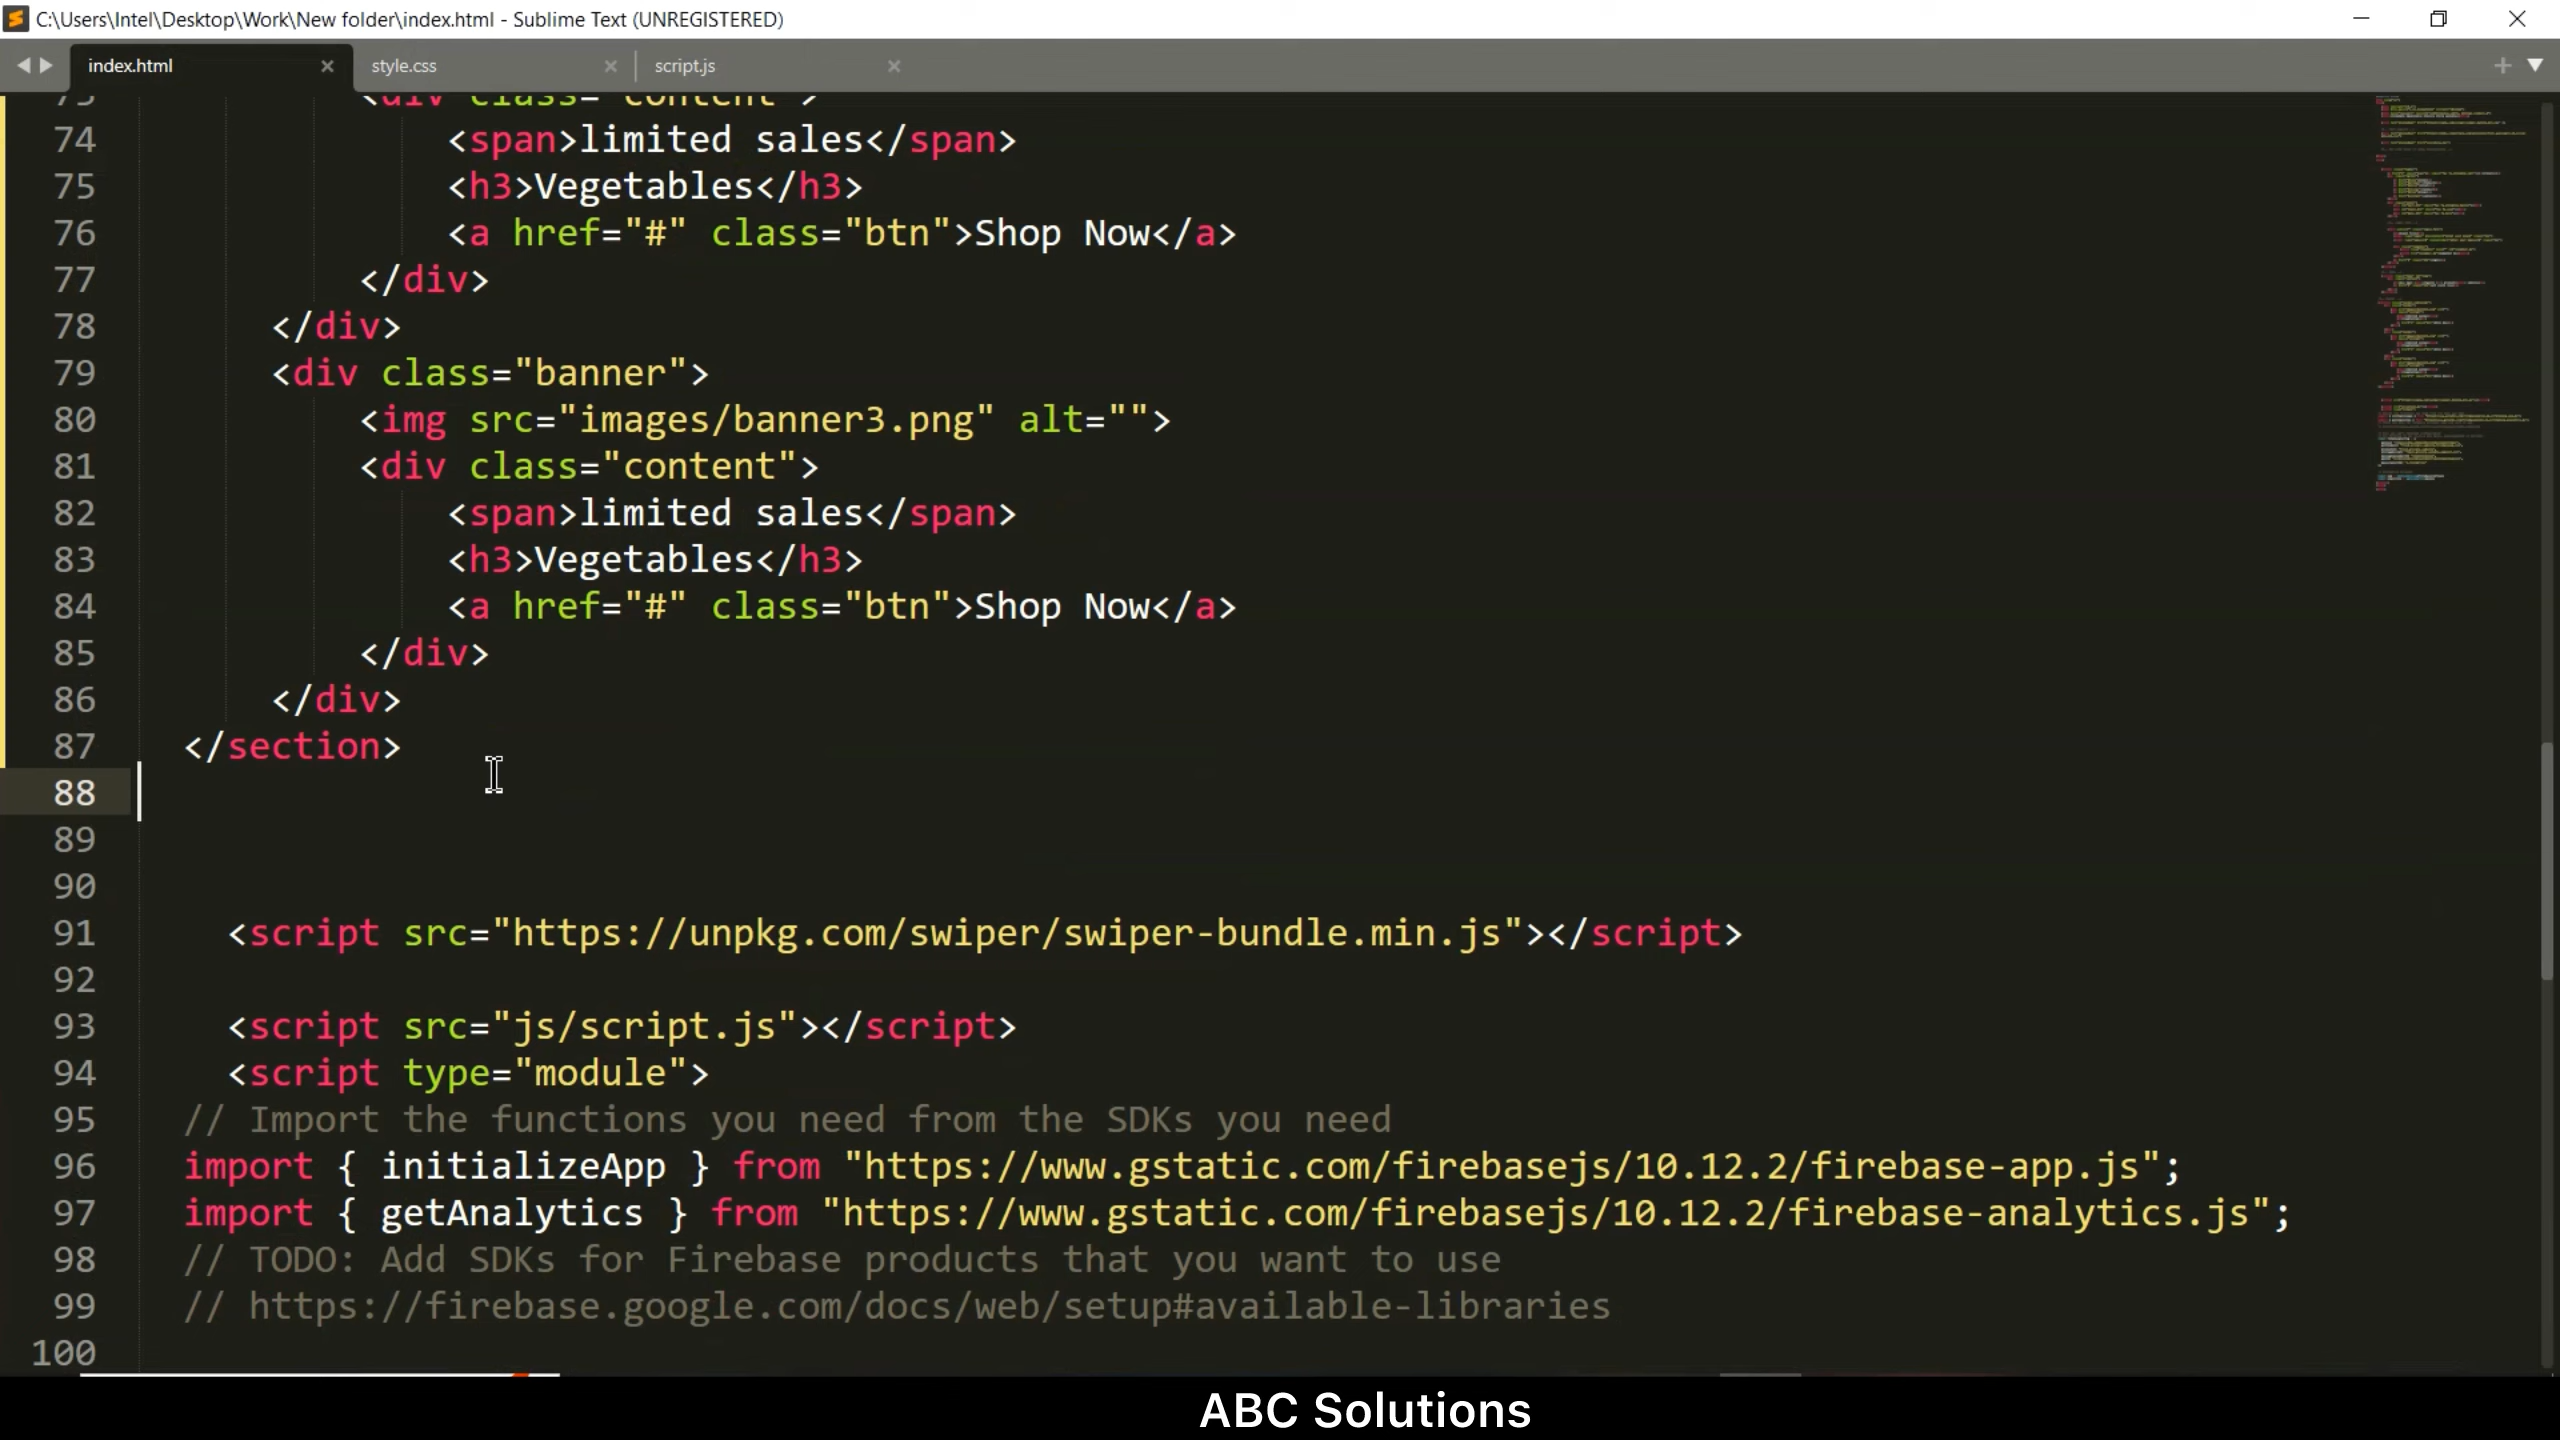 C:\Users\Intel\Desktop\Work\New folder\index.html - Sublime Text (UNREGISTERED)
index.html
style.css
script.js
73 <div class="content">
74 <span>limited sales</span>
75 <h3>Vegetables</h3>
76 <a href="#" class="btn">Shop Now</a>
77 </div>
78 </div>
79 <div class="banner">
80 <img src="images/banner3.png" alt="">
81 <div class="content">
82 <span>limited sales</span>
83 <h3>Vegetables</h3>
84 <a href="#" class="btn">Shop Now</a>
85 </div>
86 </div>
87 </section>
88
89
90
91 <script src="https://unpkg.com/swiper/swiper-bundle.min.js"></script>
92
93 <script src="js/script.js"></script>
94 <script type="module">
95 // Import the functions you need from the SDKs you need
96 import { initializeApp } from "https://www.gstatic.com/firebasejs/10.12.2/firebase-app.js";
97 import { getAnalytics } from "https://www.gstatic.com/firebasejs/10.12.2/firebase-analytics.js";
98 // TODO: Add SDKs for Firebase products that you want to use
99 // https://firebase.google.com/docs/web/setup#available-libraries
100
ABC Solutions